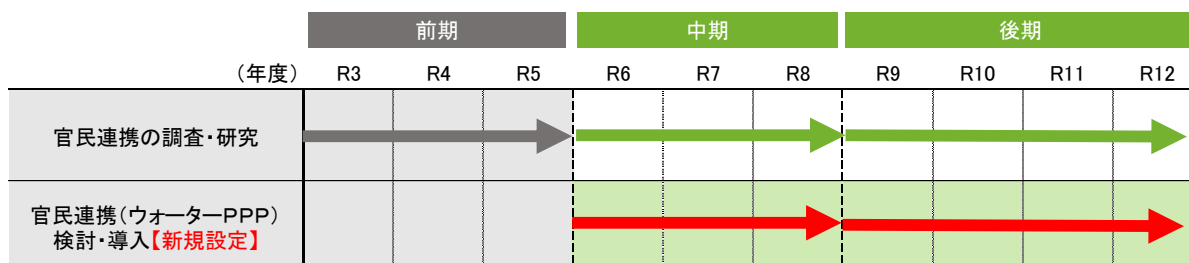 前期 中期 後期
(年度) R3 R4 R5 R6 R7 R8 R9 R10 R11 R12
官民連携の調査・研究
官民連携(ウォーターPPP)
検討・導入【新規設定】